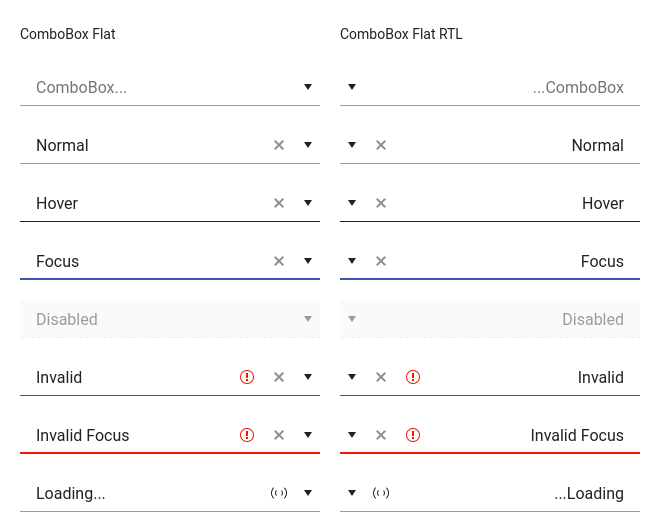 ComboBox Flat
ComboBox Flat RTL
ComboBox...
...ComboBox
Normal
Normal
Hover
Hover
Focus
Focus
Disabled
Disabled
Invalid
Invalid
Invalid Focus
Invalid Focus
Loading...
...Loading